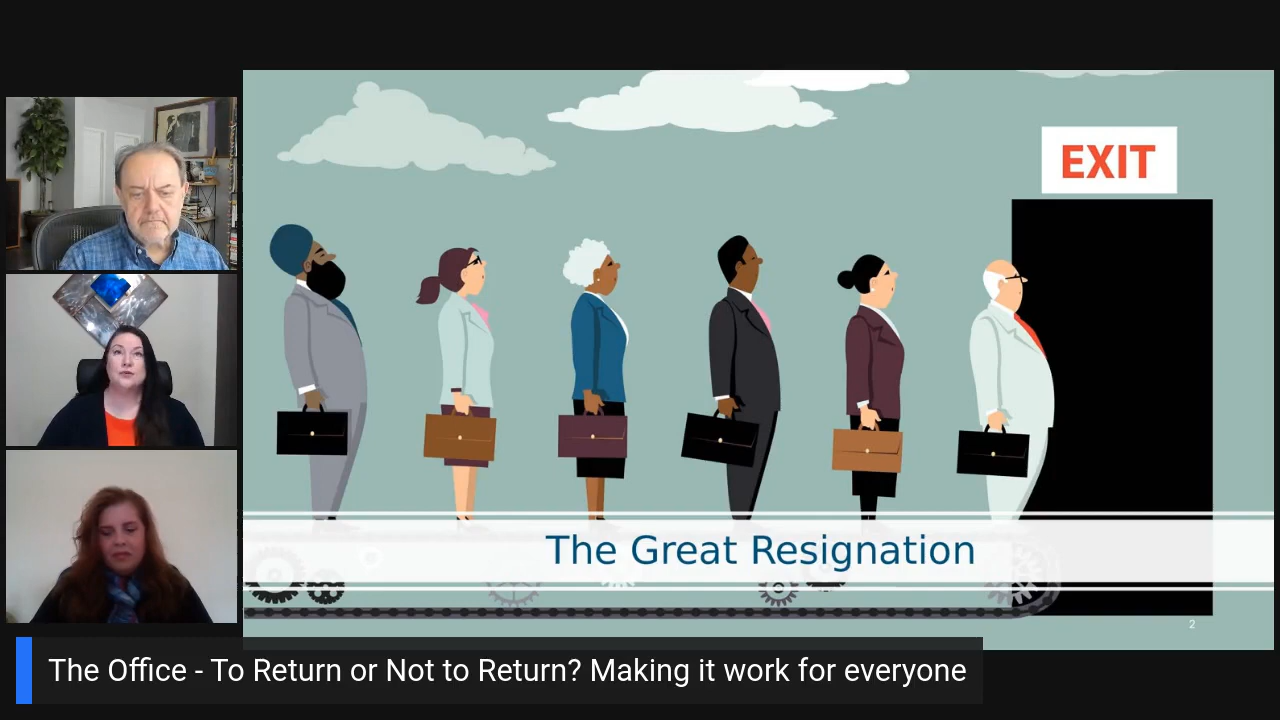 EXIT
The Great Resignation
2
The Office - To Return or Not to Return? Making it work for everyone